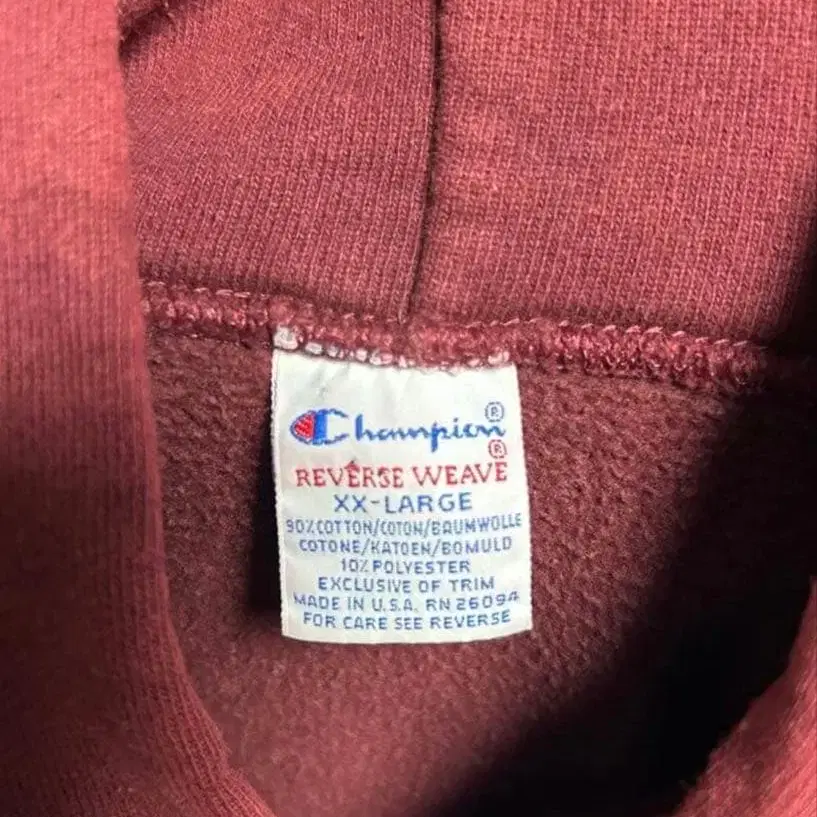 Champion®
®
REVERSE WEAVE
XX-LARGE
90% COTTON/COTON/BAUMWOLLE
COTONE/KATOEN/BOMULD
10% POLYESTER
EXCLUSIVE OF TRIM
MADE IN U.S.A. RN 26094
FOR CARE SEE REVERSE